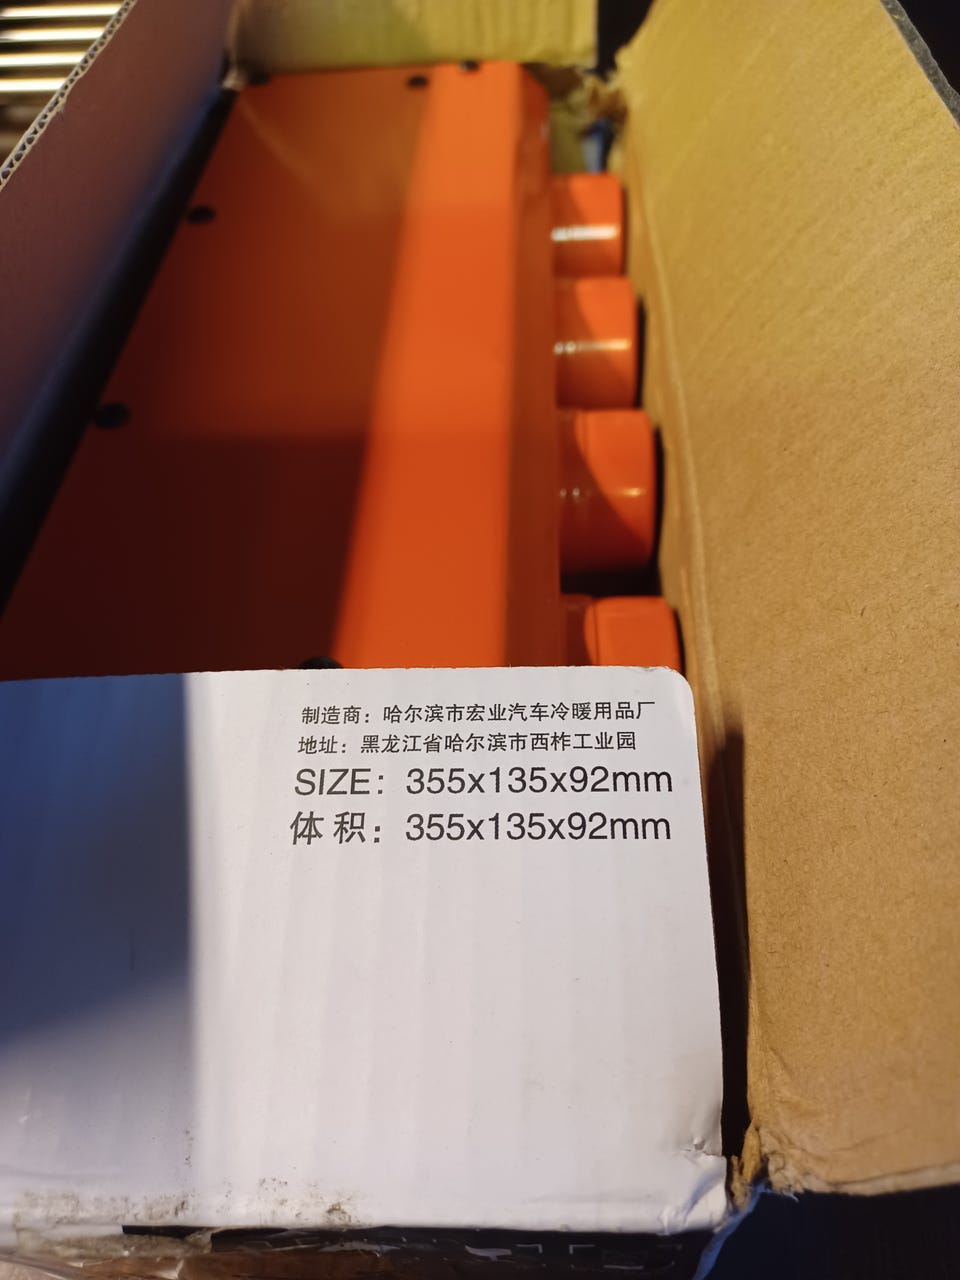 制造商：哈尔滨市宏业汽车冷暖用品厂
地址：黑龙江省哈尔滨市西柞工业园
SIZE：355x135x92mm
体 积：355x135x92mm